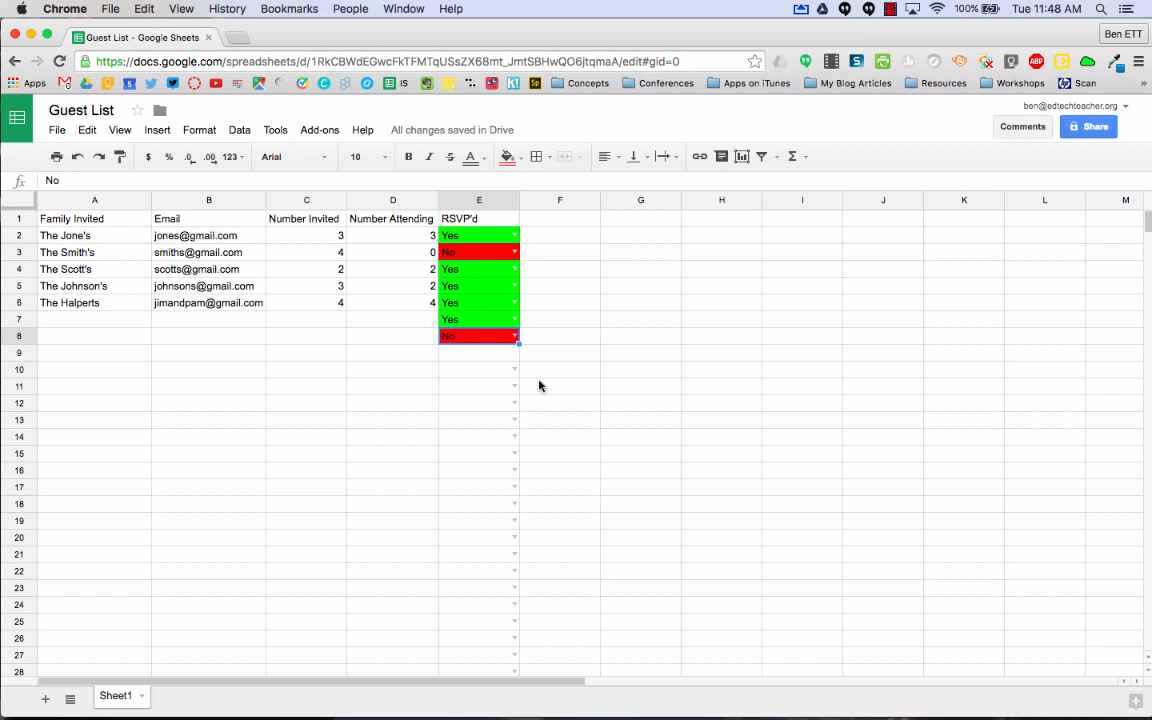 Chrome File Edit View History Bookmarks People Window Help 100% Tue 11:48 AM
Guest List - Google Sheets × Ben ETT
https://docs.google.com/spreadsheets/d/1RkCBWdEGwcFkTFMTqUSsZX68mt_JmtSBHwQO6jtqmaA/edit#gid=0
Apps IS Concepts Conferences Apps on iTunes My Blog Articles Resources Workshops Scan »
Guest List ben@edtechteacher.org
File Edit View Insert Format Data Tools Add-ons Help All changes saved in Drive Comments Share
$ % .0 .00 123 Arial 10 B I S A Σ
fx No
A B C D E F G H I J K L M
1 Family Invited Email Number Invited Number Attending RSVP'd
2 The Jone's jones@gmail.com 3 3 Yes
3 The Smith's smiths@gmail.com 4 0 No
4 The Scott's scotts@gmail.com 2 2 Yes
5 The Johnson's johnsons@gmail.com 3 2 Yes
6 The Halperts jimandpam@gmail.com 4 4 Yes
7 Yes
8 No
9
10
11
12
13
14
15
16
17
18
19
20
21
22
23
24
25
26
27
28
+ Sheet1